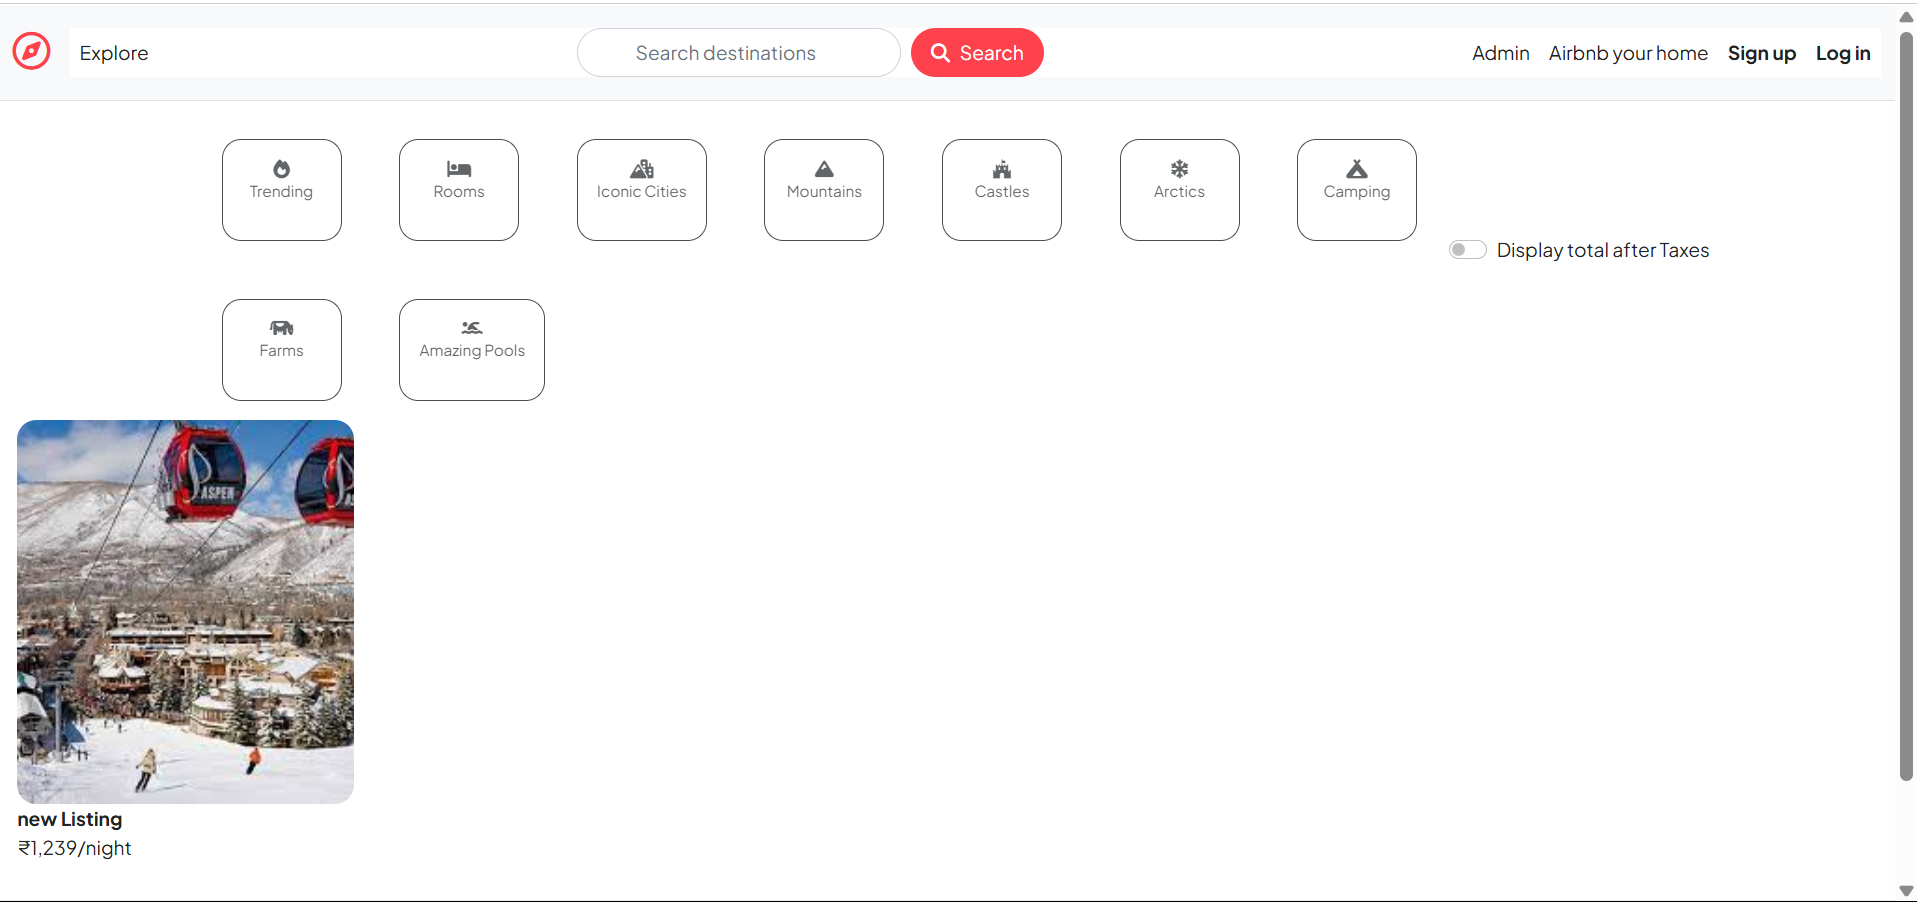 Explore
Search destinations
Search
Admin
Airbnb your home
Sign up
Log in
Trending
Rooms
Iconic Cities
Mountains
Castles
Arctics
Camping
Display total after Taxes
Farms
Amazing Pools
ASPEN
new Listing
₹1,239/night